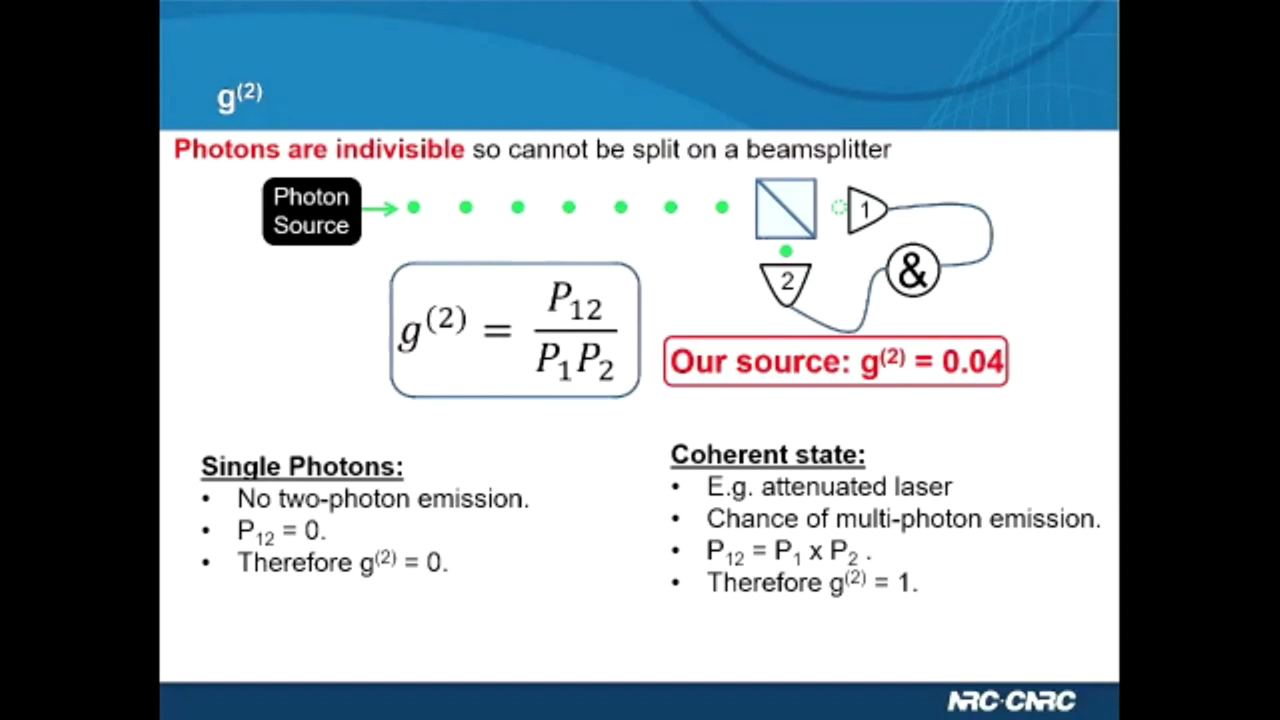 g⁽²⁾
Photons are indivisible so cannot be split on a beamsplitter
Photon
Source
1
2
&
g⁽²⁾ = P₁₂ / P₁P₂
Our source: g⁽²⁾ = 0.04
Single Photons:
• No two-photon emission.
• P₁₂ = 0.
• Therefore g⁽²⁾ = 0.
Coherent state:
• E.g. attenuated laser
• Chance of multi-photon emission.
• P₁₂ = P₁ x P₂ .
• Therefore g⁽²⁾ = 1.
NRC·CNRC